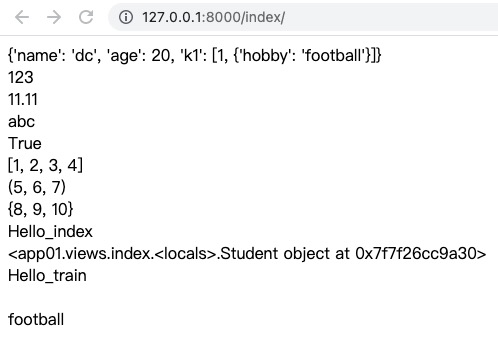 127.0.0.1:8000/index/
{'name': 'dc', 'age': 20, 'k1': [1, {'hobby': 'football'}]}
123
11.11
abc
True
[1, 2, 3, 4]
(5, 6, 7)
{8, 9, 10}
Hello_index
<app01.views.index.<locals>.Student object at 0x7f7f26cc9a30>
Hello_train
football